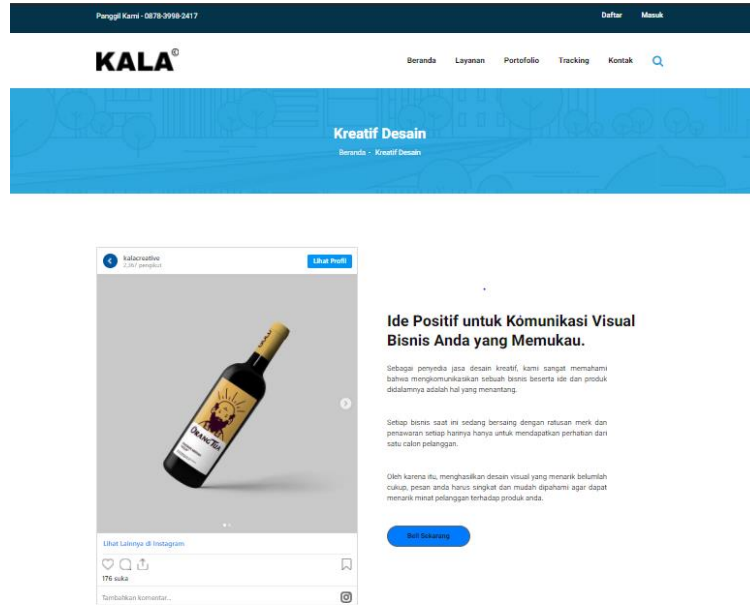 Panggil Kami - 0878-3998-2417
Daftar Masuk
KALA©
Beranda Layanan Portofolio Tracking Kontak
Kreatif Desain
Beranda - Kreatif Desain
kalacreative
2,367 pengikut
Lihat Profil
ORANG TUA
Lihat Lainnya di Instagram
176 suka
Tambahkan komentar...
Ide Positif untuk Komunikasi Visual
Bisnis Anda yang Memukau.
Sebagai penyedia jasa desain kreatif, kami sangat memahami
bahwa mengkomunikasikan sebuah bisnis beserta ide dan produk
didalamnya adalah hal yang menantang.
Setiap bisnis saat ini sedang bersaing dengan ratusan merk dan
penawaran setiap harinya hanya untuk mendapatkan perhatian dari
satu calon pelanggan.
Oleh karena itu, menghasilkan desain visual yang menarik belumlah
cukup, pesan anda harus singkat dan mudah dipahami agar dapat
menarik minat pelanggan terhadap produk anda.
Beli Sekarang